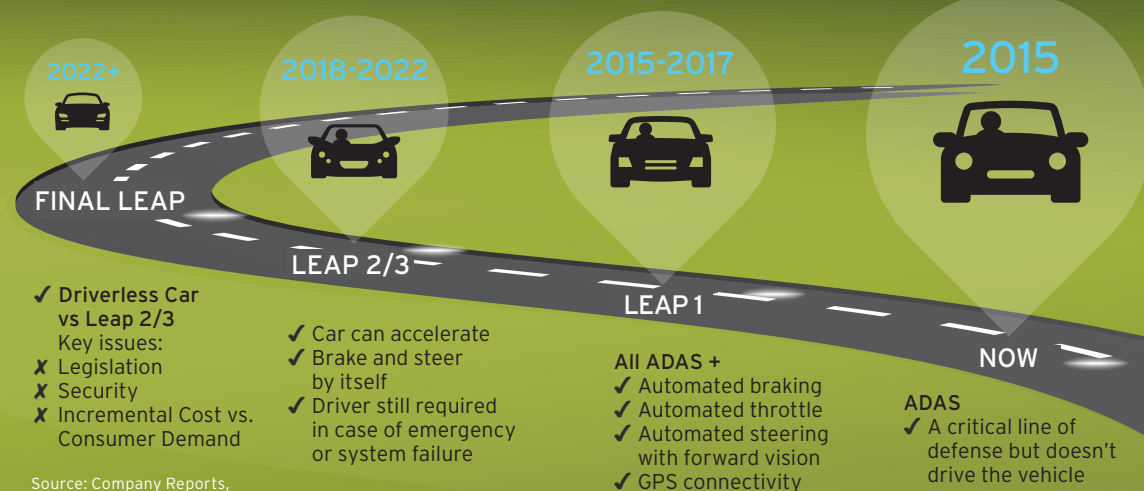 2022+
2018-2022
2015-2017
2015
FINAL LEAP
LEAP 2/3
LEAP 1
NOW
✓ Driverless Car
vs Leap 2/3
Key issues:
✗ Legislation
✗ Security
✗ Incremental Cost vs.
Consumer Demand
✓ Car can accelerate
✓ Brake and steer
by itself
✓ Driver still required
in case of emergency
or system failure
All ADAS +
✓ Automated braking
✓ Automated throttle
✓ Automated steering
with forward vision
✓ GPS connectivity
ADAS
✓ A critical line of
defense but doesn't
drive the vehicle
Source: Company Reports,